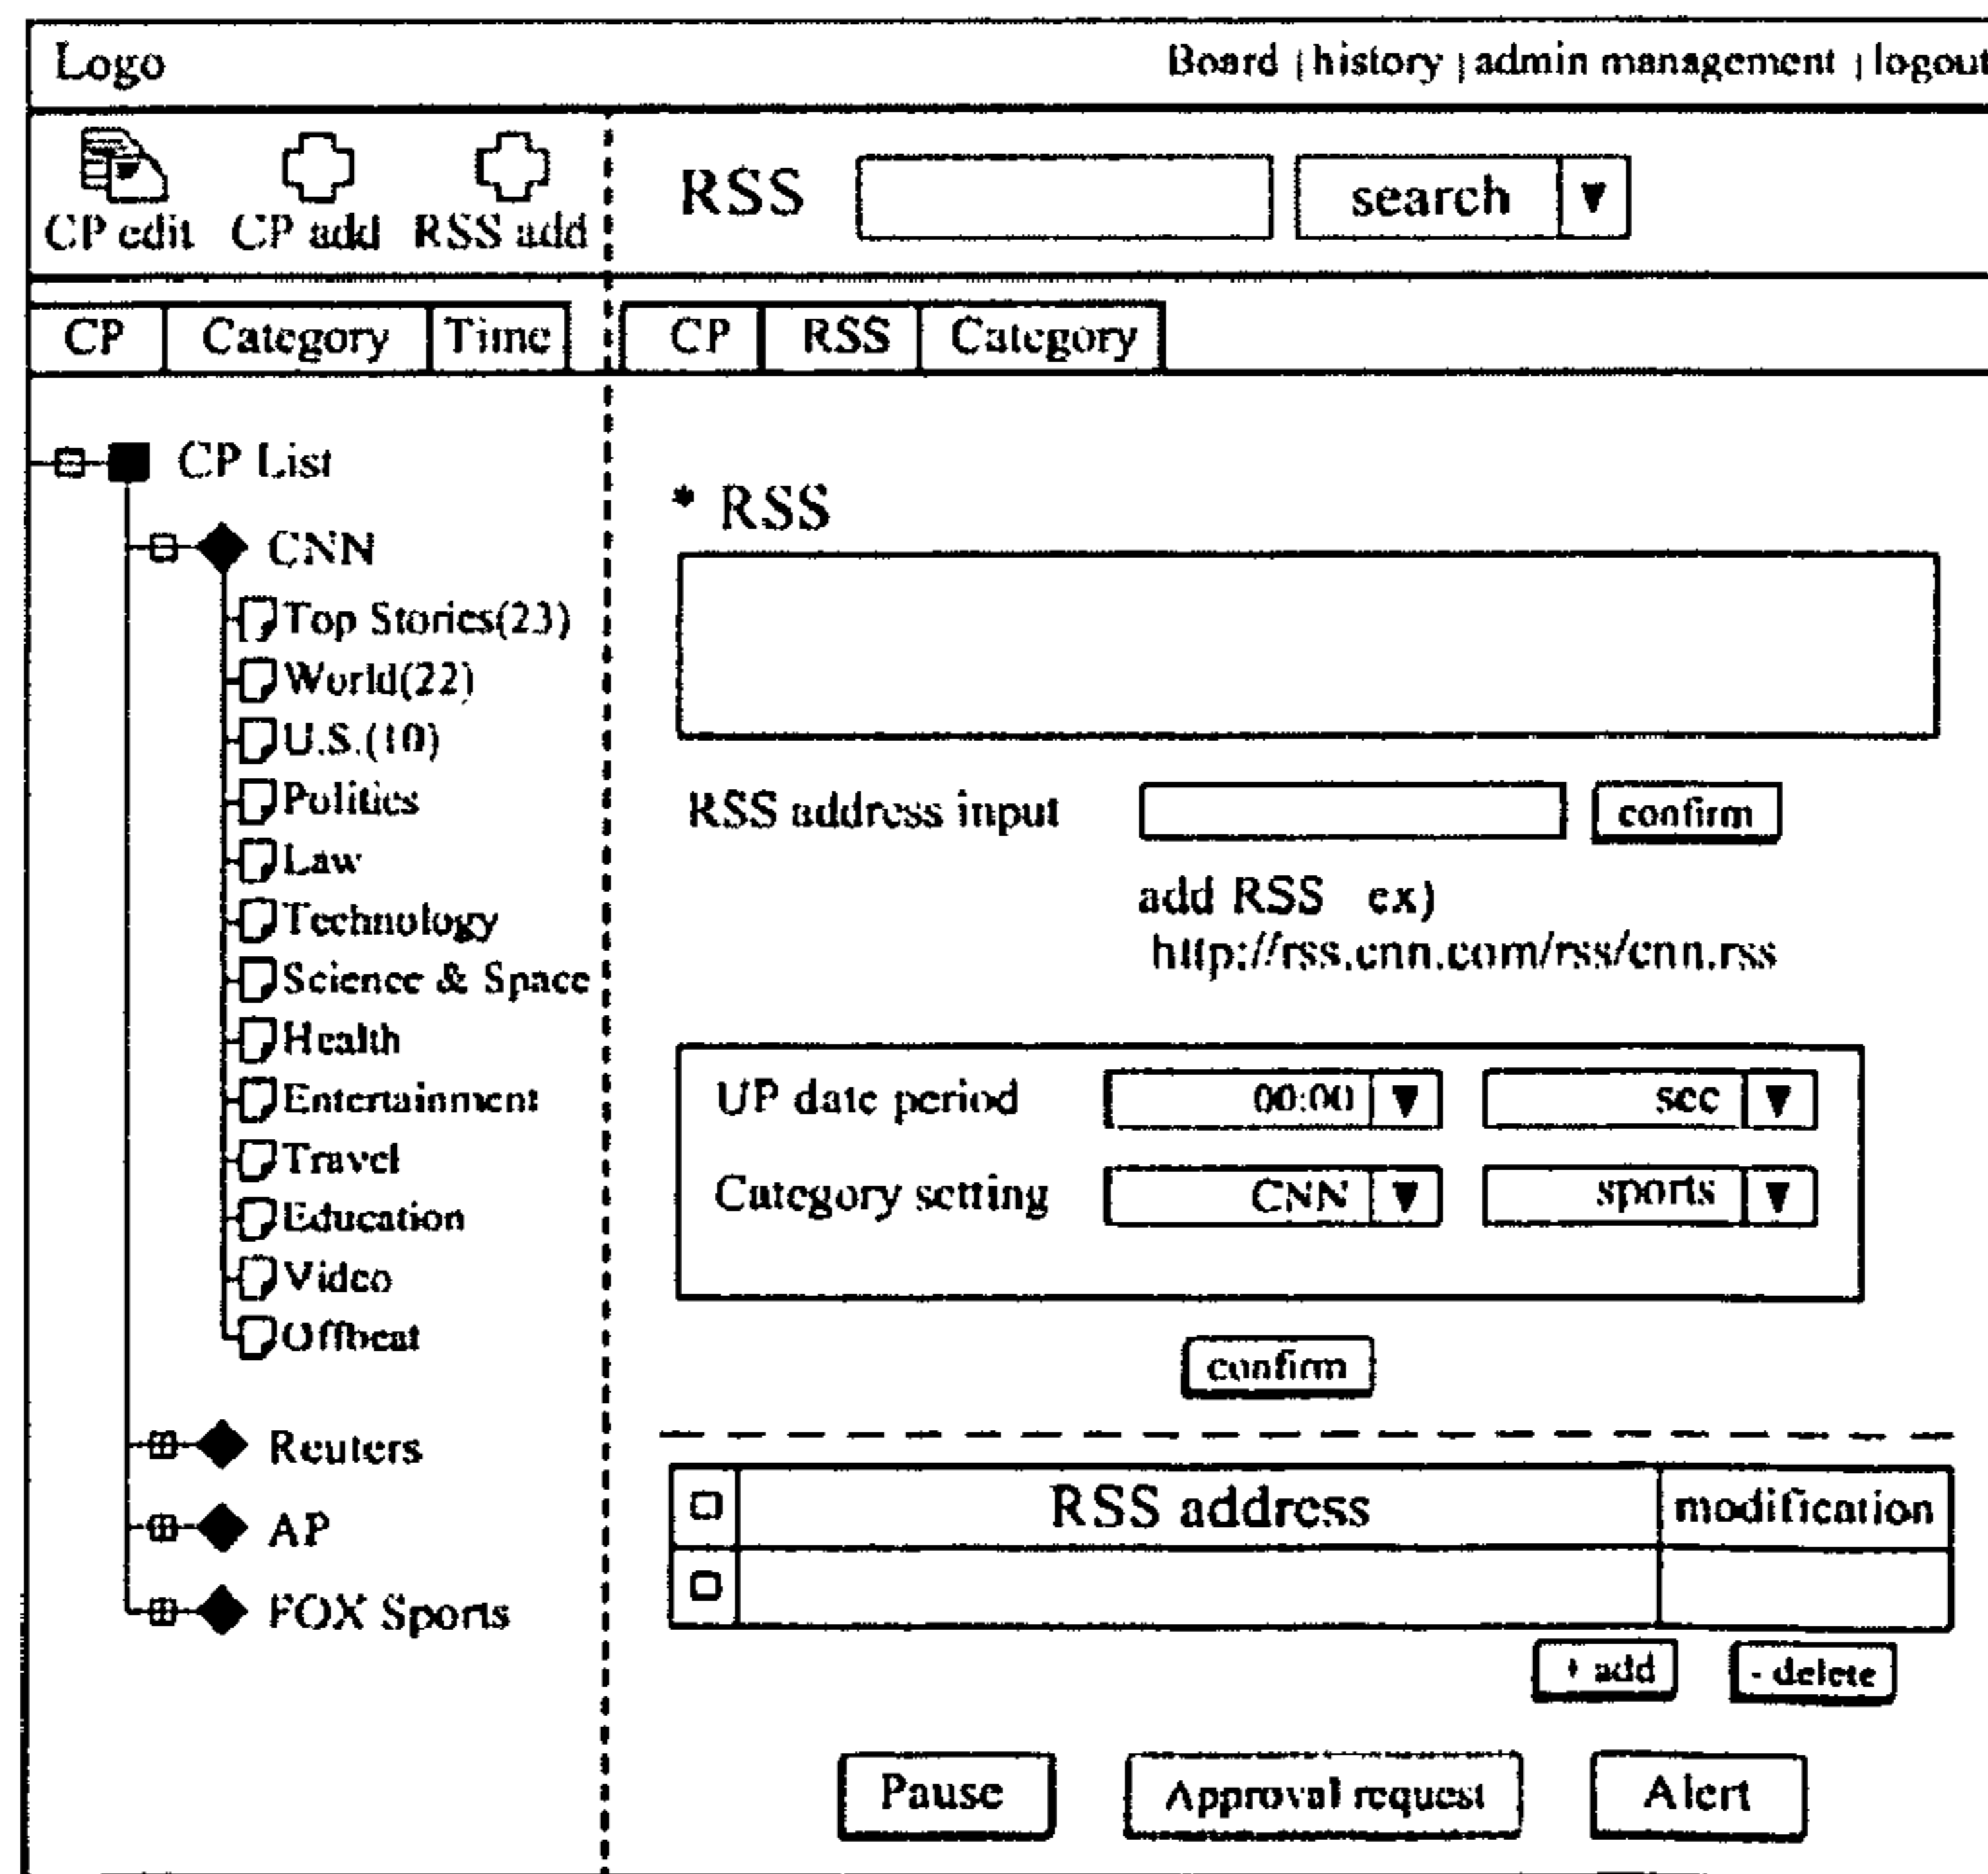 Logo
Board | history | admin management | logout
CP edit CP add RSS add
RSS search ▼
CP Category Time
CP RSS Category
CP List
CNN
Top Stories(23)
World(22)
U.S.(10)
Politics
Law
Technology
Science & Space
Health
Entertainment
Travel
Education
Video
Offbeat
Reuters
AP
FOX Sports
* RSS
RSS address input confirm
add RSS ex)
http://rss.cnn.com/rss/cnn.rss
UP date period 00:00 ▼ sec ▼
Category setting CNN ▼ sports ▼
confirm
RSS address modification
+ add - delete
Pause Approval request Alert